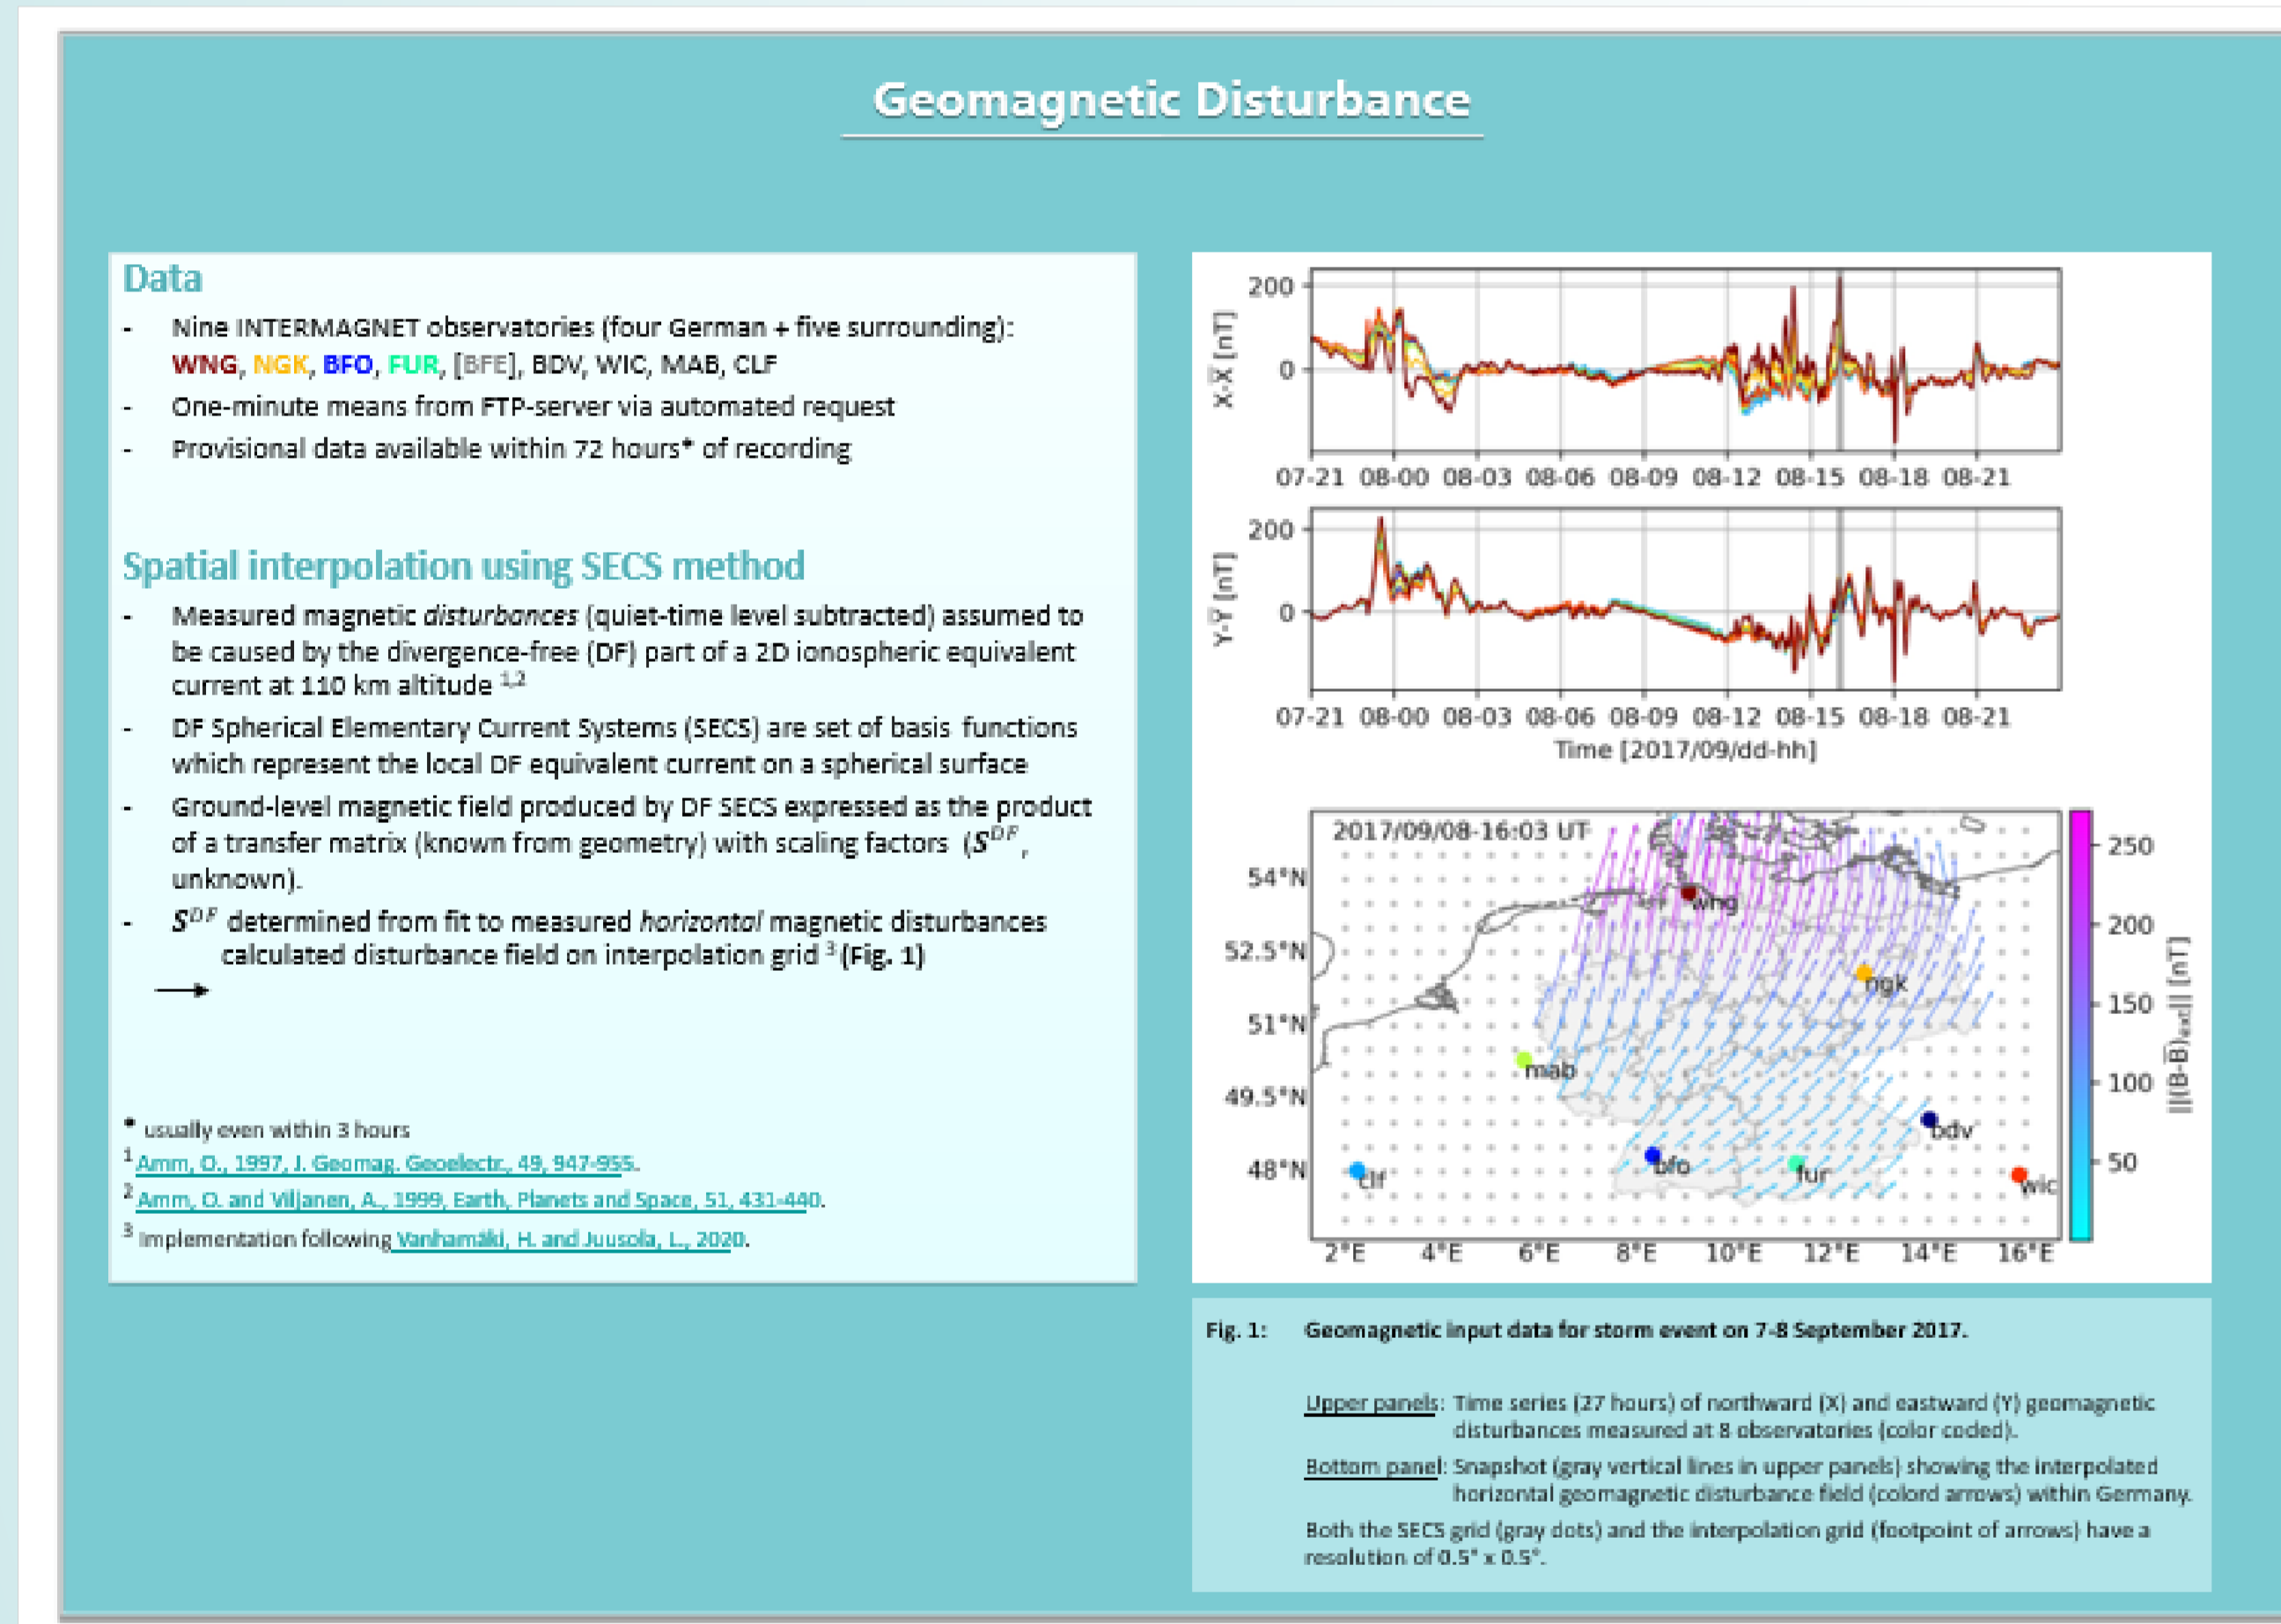 Geomagnetic Disturbance
Data
- Nine INTERMAGNET observatories (four German + five surrounding):
WNG, NGK, BFO, FUR, [BFE], BDV, WIC, MAB, CLF
- One-minute means from FTP-server via automated request
- Provisional data available within 72 hours* of recording
Spatial interpolation using SECS method
- Measured magnetic disturbances (quiet-time level subtracted) assumed to
be caused by the divergence-free (DF) part of a 2D ionospheric equivalent
current at 110 km altitude 1,2
- DF Spherical Elementary Current Systems (SECS) are set of basis functions
which represent the local DF equivalent current on a spherical surface
- Ground-level magnetic field produced by DF SECS expressed as the product
of a transfer matrix (known from geometry) with scaling factors (S^DF,
unknown).
- S^DF determined from fit to measured horizontal magnetic disturbances
calculated disturbance field on interpolation grid 3 (Fig. 1)
→
* usually even within 3 hours
1 Amm, O., 1997, J. Geomag. Geoelectr., 49, 947-955.
2 Amm, O. and Viljanen, A., 1999, Earth, Planets and Space, 51, 431-440.
3 Implementation following Vanhamäki, H. and Juusola, L., 2020.
X-X̅ [nT]
200
0
07-21 08-00 08-03 08-06 08-09 08-12 08-15 08-18 08-21
Y-Y̅ [nT]
200
0
07-21 08-00 08-03 08-06 08-09 08-12 08-15 08-18 08-21
Time [2017/09/dd-hh]
2017/09/08-16:03 UT
54°N
52.5°N
51°N
49.5°N
48°N
2°E 4°E 6°E 8°E 10°E 12°E 14°E 16°E
wng
ngk
mab
bdv
bfo
fur
clf
wic
250
200
150
100
50
||(B-B̅)ext|| [nT]
Fig. 1: Geomagnetic input data for storm event on 7-8 September 2017.
Upper panels: Time series (27 hours) of northward (X) and eastward (Y) geomagnetic
disturbances measured at 8 observatories (color coded).
Bottom panel: Snapshot (gray vertical lines in upper panels) showing the interpolated
horizontal geomagnetic disturbance field (colord arrows) within Germany.
Both the SECS grid (gray dots) and the interpolation grid (footpoint of arrows) have a
resolution of 0.5° x 0.5°.